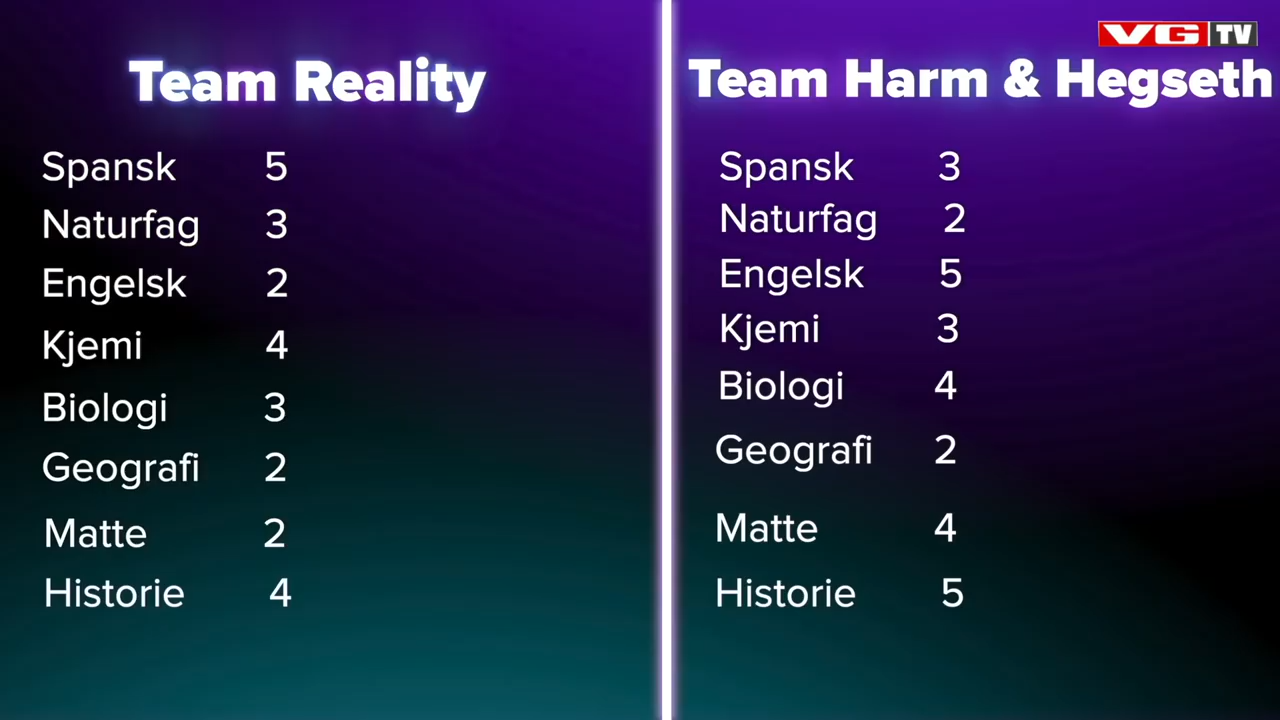 VG TV
Team Reality
Spansk 5
Naturfag 3
Engelsk 2
Kjemi 4
Biologi 3
Geografi 2
Matte 2
Historie 4
Team Harm & Hegseth
Spansk 3
Naturfag 2
Engelsk 5
Kjemi 3
Biologi 4
Geografi 2
Matte 4
Historie 5